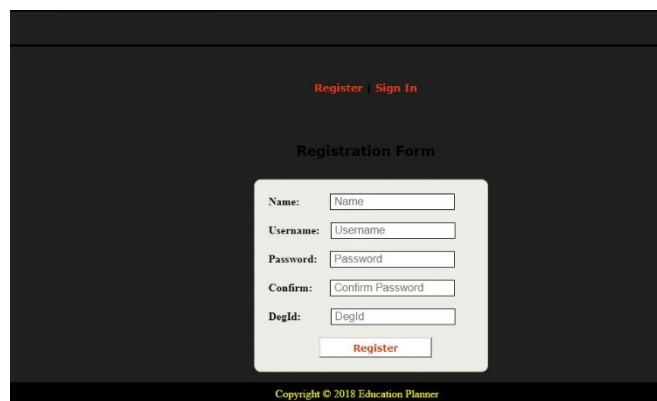 Register | Sign In
Registration Form
Name: Name
Username: Username
Password: Password
Confirm: Confirm Password
DegId: DegId
Register
Copyright © 2018 Education Planner